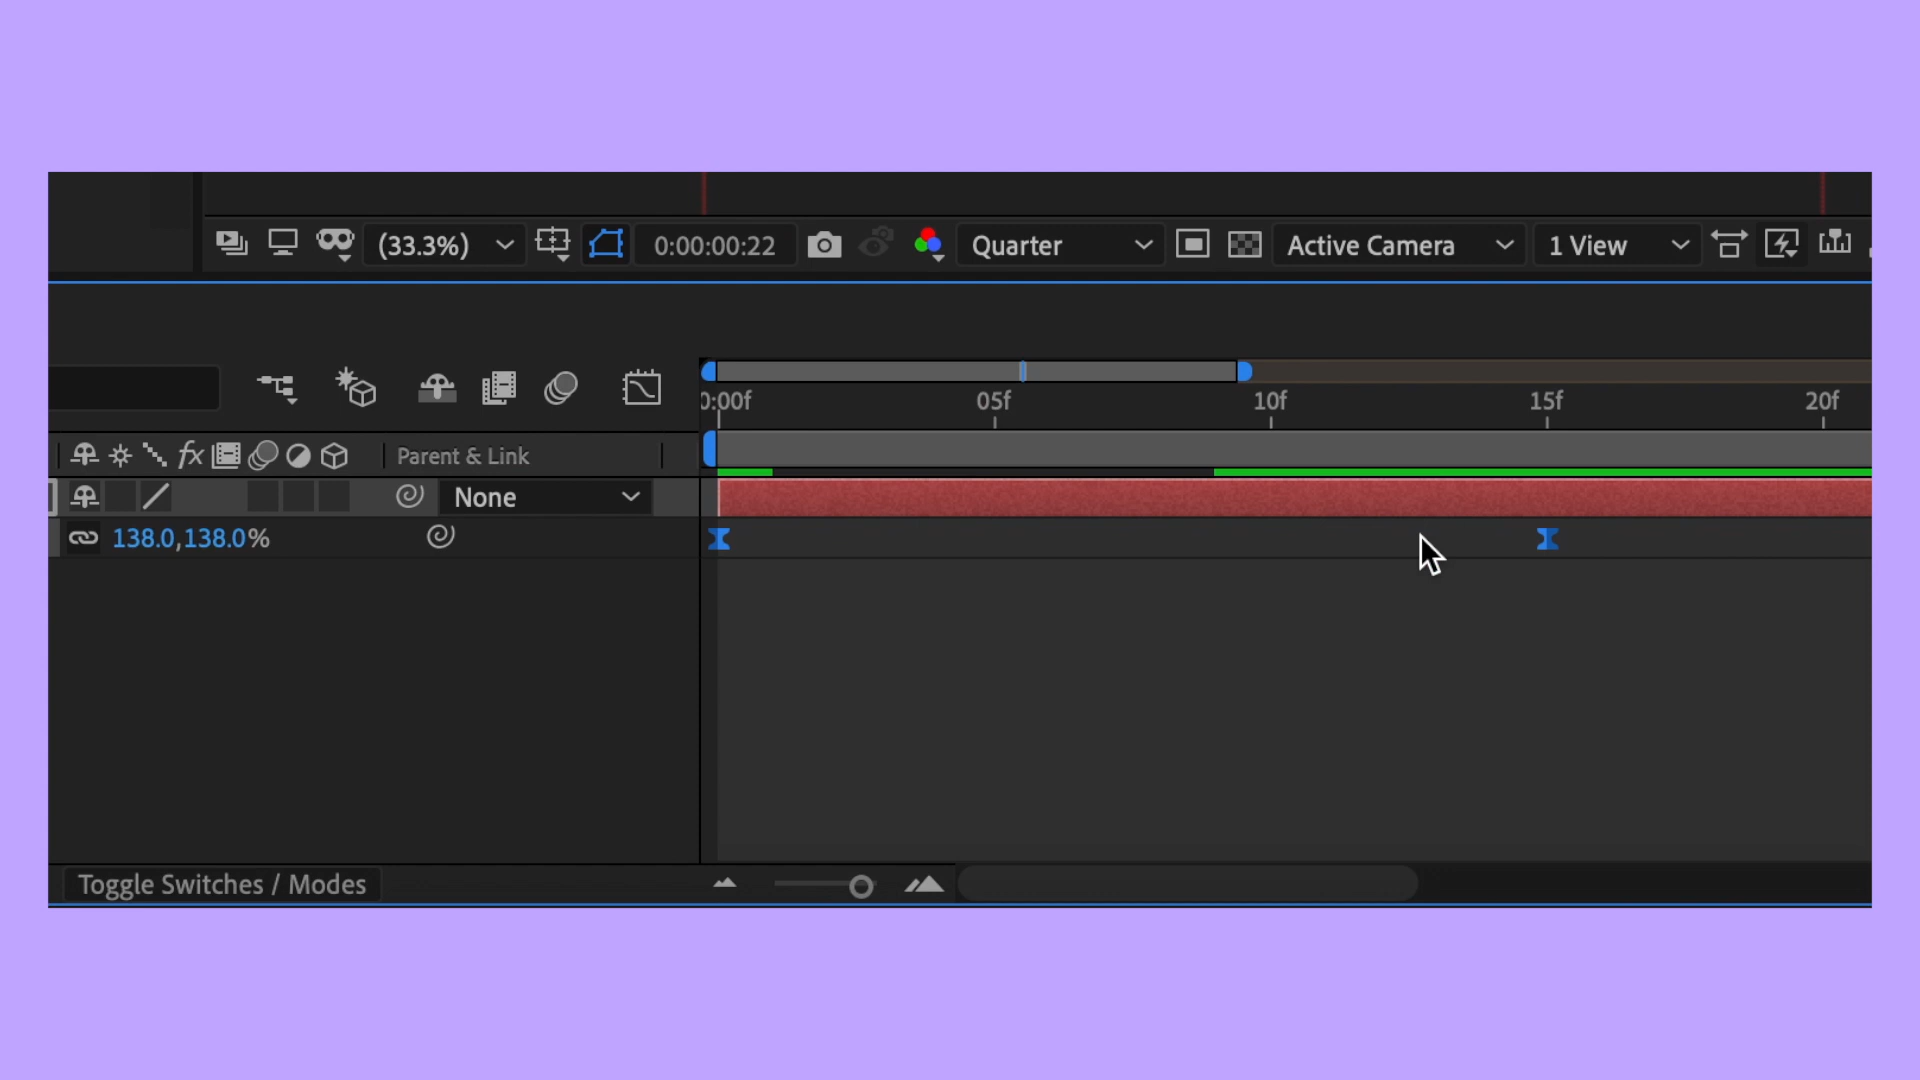 (33.3%) 0:00:00:22 Quarter Active Camera 1 View
0:00f 05f 10f 15f 20f
fx Parent & Link
None
138.0,138.0%
Toggle Switches / Modes